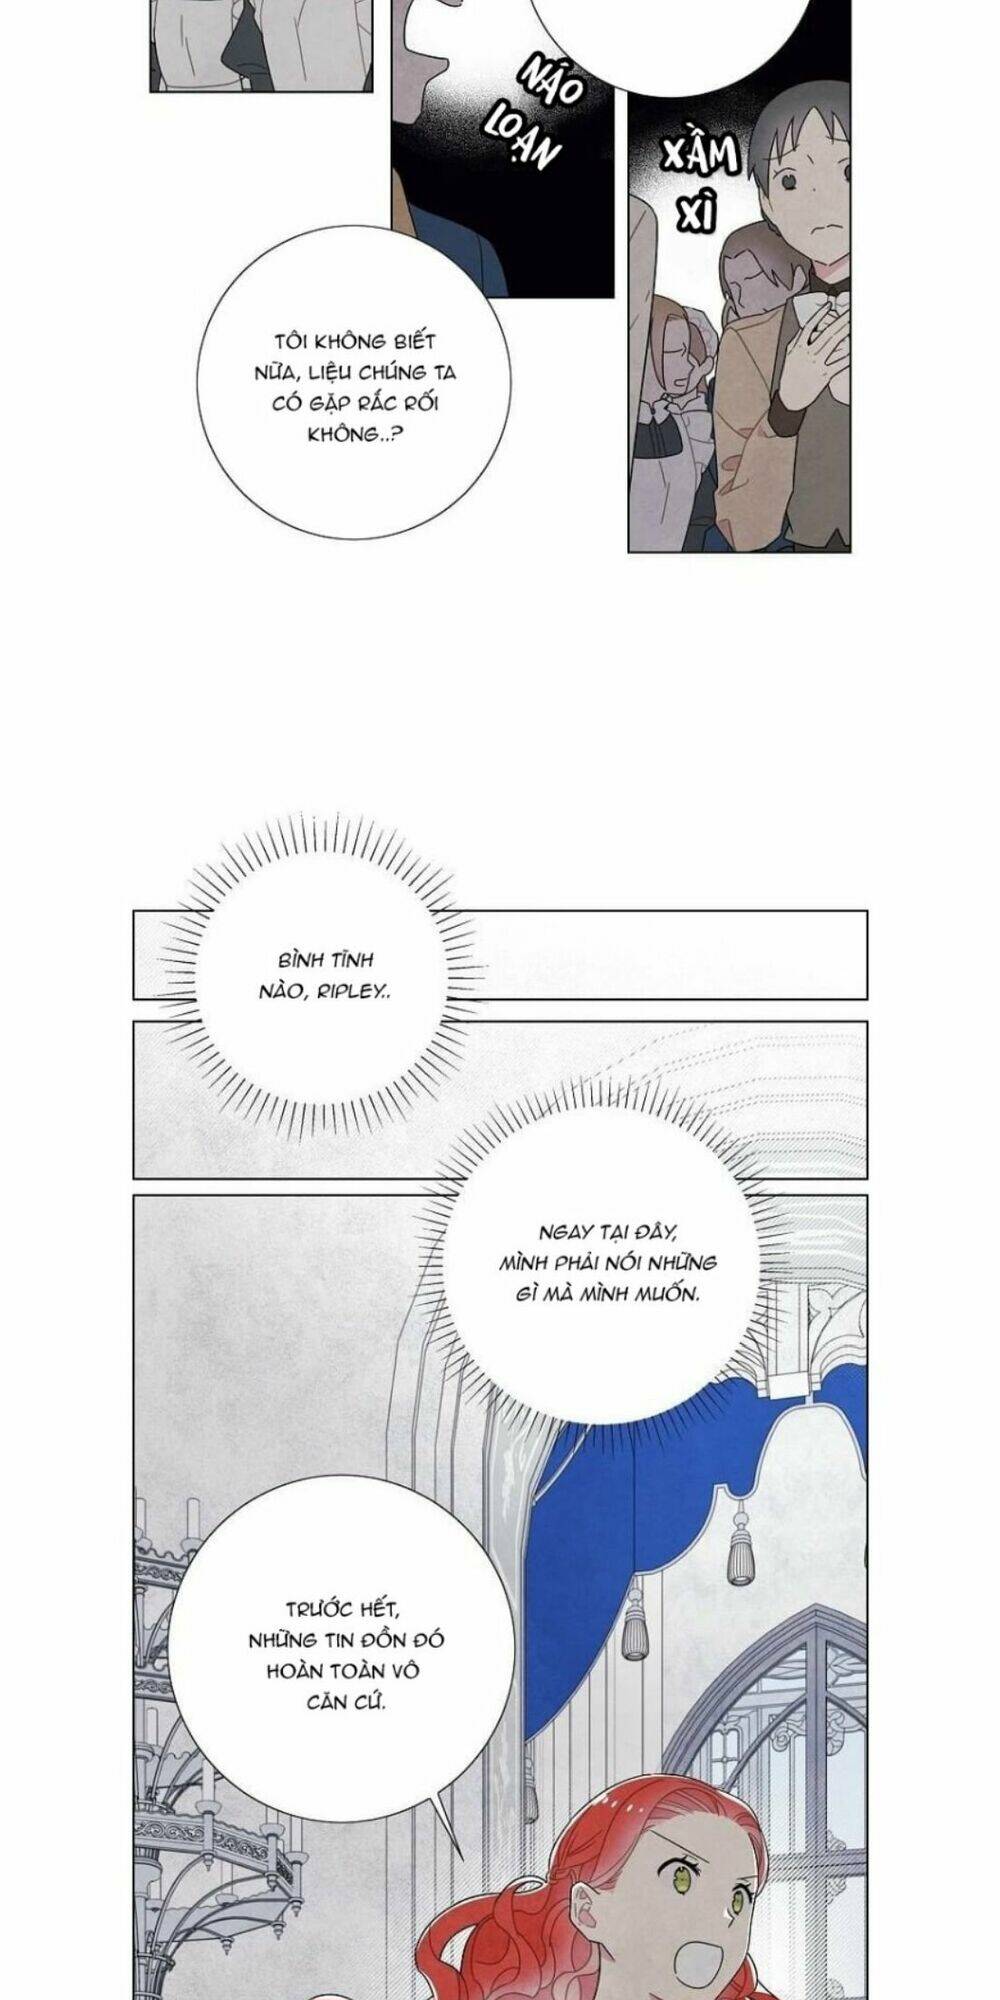 NÁO
LOẠN
XẦM
XÌ
TÔI KHÔNG BIẾT
NỮA, LIỆU CHÚNG TA
CÓ GẶP RẮC RỐI
KHÔNG..?
BÌNH TĨNH
NÀO, RIPLEY..
NGAY TẠI ĐÂY,
MÌNH PHẢI NÓI NHỮNG
GÌ MÀ MÌNH MUỐN.
TRƯỚC HẾT,
NHỮNG TIN ĐỒN ĐÓ
HOÀN TOÀN VÔ
CĂN CỨ.